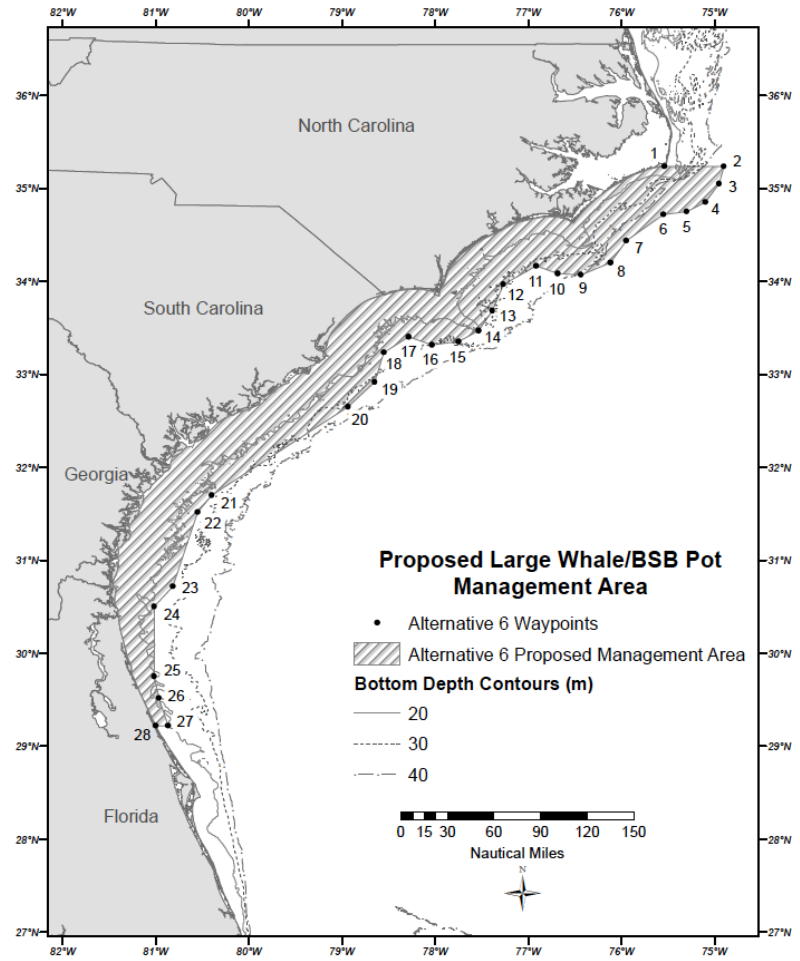 82°W 81°W 80°W 79°W 78°W 77°W 76°W 75°W
36°N 36°N
North Carolina
1 2
35°N 35°N
3
4
5
6
7
34°N 34°N
8
9
10
11
12
South Carolina
13
14
15
16
17
18
33°N 33°N
19
20
32°N 32°N
Georgia
21
22
31°N 31°N
Proposed Large Whale/BSB Pot
Management Area
23
24
Alternative 6 Waypoints
30°N 30°N
Alternative 6 Proposed Management Area
25
Bottom Depth Contours (m)
26
27
28
20
29°N 29°N
30
40
Florida
0 15 30 60 90 120 150
Nautical Miles
28°N 28°N
N
27°N 27°N
82°W 81°W 80°W 79°W 78°W 77°W 76°W 75°W